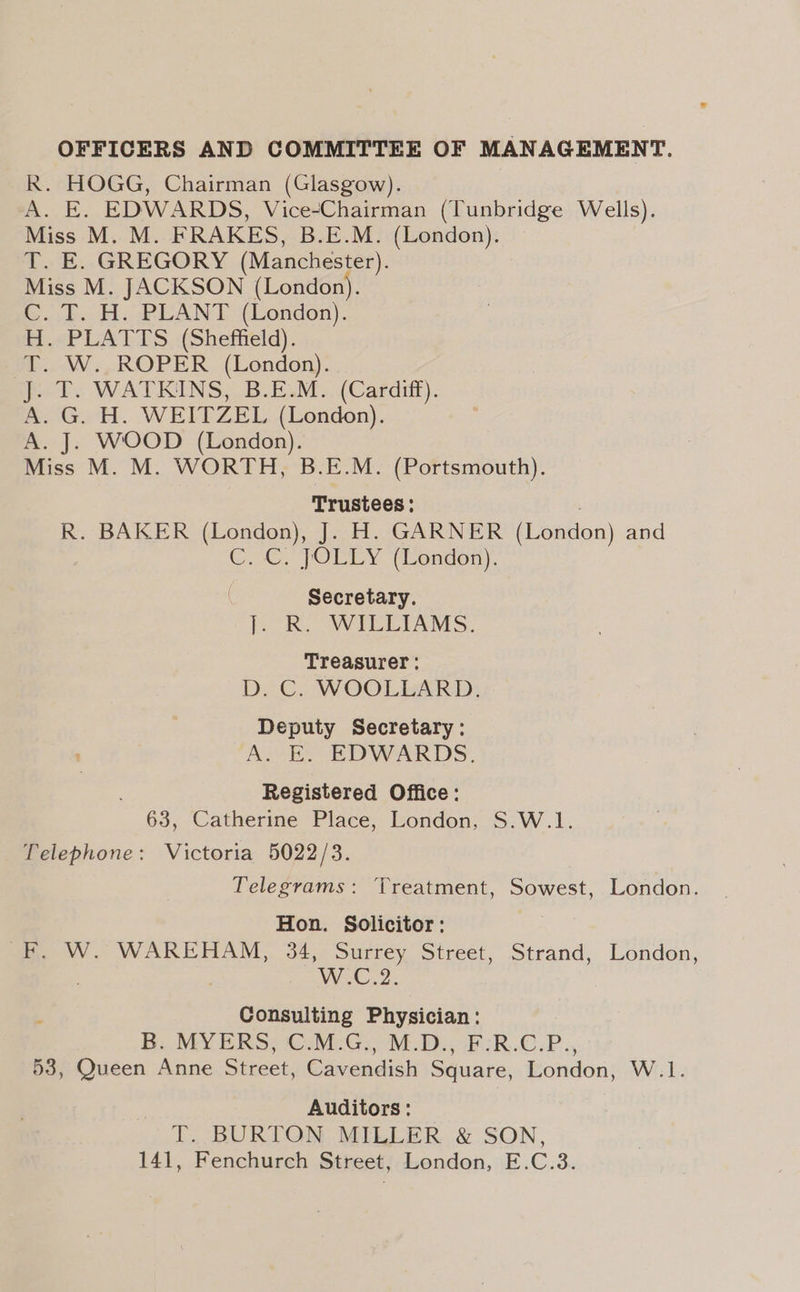 OFFICERS AND COMMITTEE OF MANAGEMENT.
R. HOGG, Chairman (Glasgow).
A. E. EDWARDS, Vice-Chairman (Tunbridge Wells).
Miss M. M. FRAKES, B.E.M. (London).
T. E. GREGORY (Manchester).
Miss M. JACKSON (London).
C. T. H. PLANT (London).
H. PLATTS (Sheffield).
T. W. ROPER (London).
J. T. WATKINS, B.E.M. (Cardiff).
A. G. H. WEITZEL (London).
A. J. WOOD (London).
Miss M. M. WORTH, B.E.M. (Portsmouth).
Trustees:
R. BAKER (London), J. H. GARNER (London) and
C. C. JOLLY (London).
Secretary.
J. R. WILLIAMS.
Treasurer:
D. C. WOOLLARD.
Deputy Secretary:
A. E. EDWARDS.
Registered Office:
63, Catherine Place, London, S.W.1.
Telephone: Victoria 5022/3.
Telegrams: Treatment, Sowest, London.
Hon. Solicitor:
F. W. WAREHAM, 34, Surrey Street, Strand, London,
W.C.2.
Consulting Physician:
B. MYERS, C.M.G., M.D., F.R.C.P.,
53, Queen Anne Street, Cavendish Square, London, W.1.
Auditors:
T. BURTON MILLER & SON,
141, Fenchurch Street, London, E.C.3.